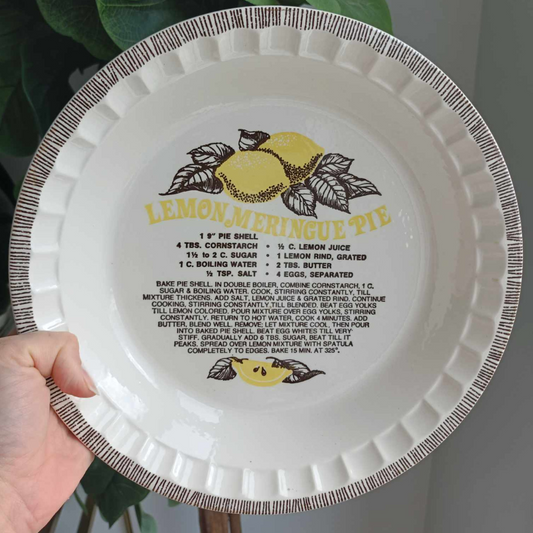 LEMON MERINGUE PIE
1 9" PIE SHELL
4 TBS. CORNSTARCH • ½ C. LEMON JUICE
1½ to 2 C. SUGAR • 1 LEMON RIND, GRATED
1 C. BOILING WATER • 2 TBS. BUTTER
½ TSP. SALT • 4 EGGS, SEPARATED
BAKE PIE SHELL. IN DOUBLE BOILER, COMBINE CORNSTARCH, 1 C.
SUGAR & BOILING WATER. COOK, STIRRING CONSTANTLY, TILL
MIXTURE THICKENS. ADD SALT, LEMON JUICE & GRATED RIND. CONTINUE
COOKING, STIRRING CONSTANTLY, TILL BLENDED. BEAT EGG YOLKS
TILL LEMON COLORED. POUR MIXTURE OVER EGG YOLKS, STIRRING
CONSTANTLY. RETURN TO HOT WATER, COOK 4 MINUTES. ADD
BUTTER, BLEND WELL. REMOVE; LET MIXTURE COOL, THEN POUR
INTO BAKED PIE SHELL. BEAT EGG WHITES TILL VERY
STIFF. GRADUALLY ADD 6 TBS. SUGAR, BEAT TILL IT
PEAKS. SPREAD OVER LEMON MIXTURE WITH SPATULA
COMPLETELY TO EDGES. BAKE 15 MIN. AT 325°.